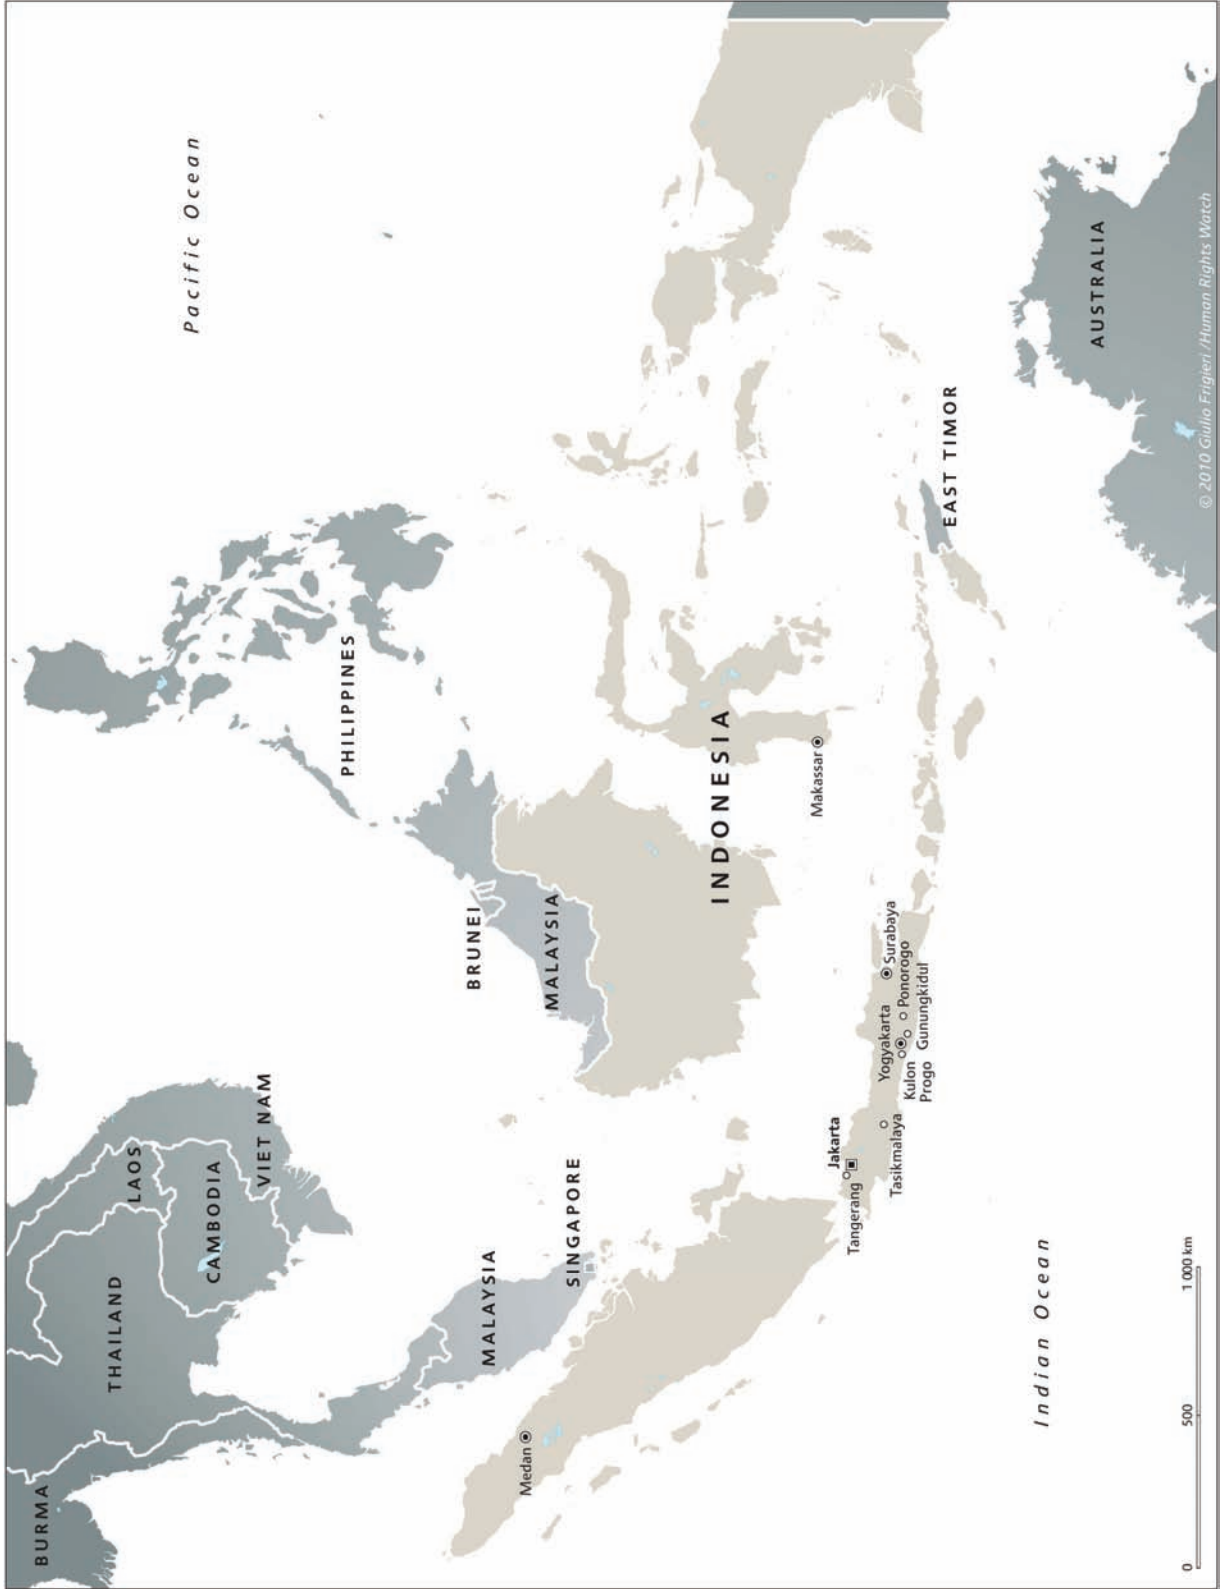 BURMA
THAILAND
LAOS
CAMBODIA
VIET NAM
PHILIPPINES
Pacific Ocean
BRUNEI
MALAYSIA
MALAYSIA
SINGAPORE
Medan
INDONESIA
Makassar
Jakarta
Tangerang
Tasikmalaya
Yogyakarta
Kulon
Progo
Surabaya
Ponorogo
Gunungkidul
EAST TIMOR
AUSTRALIA
Indian Ocean
0 500 1 000 km
© 2010 Giulio Frigieri /Human Rights Watch